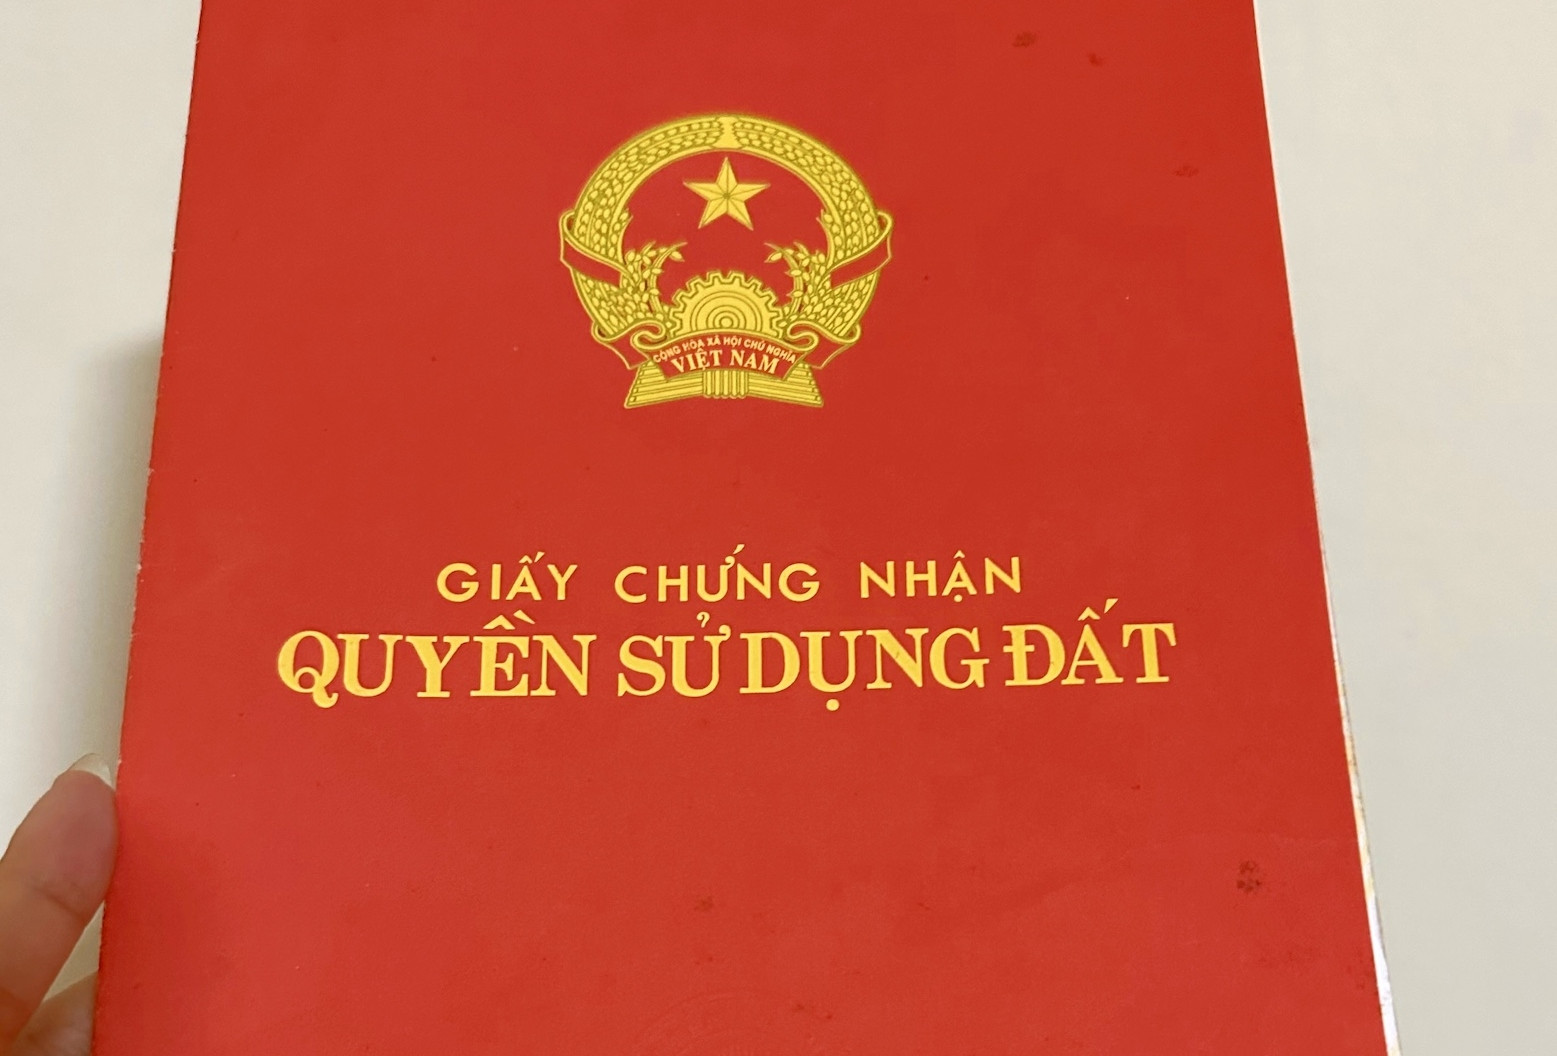 CỘNG HÒA XÃ HỘI CHỦ NGHĨA
VIỆT NAM
GIẤY CHỨNG NHẬN
QUYỀN SỬ DỤNG ĐẤT